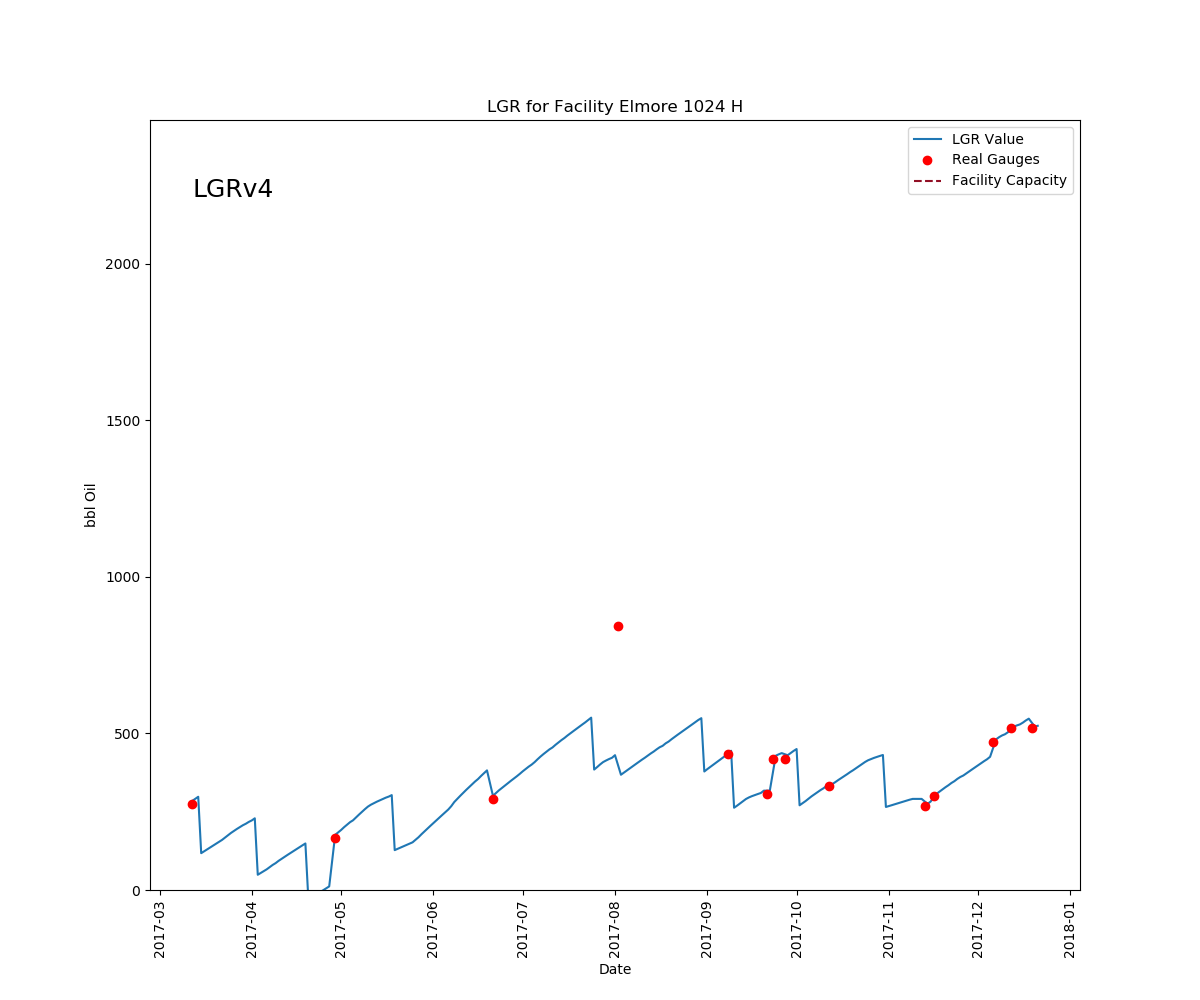 LGR for Facility Elmore 1024 H
LGRv4
LGR Value
Real Gauges
Facility Capacity
bbl Oil
2000
1500
1000
500
0
2017-03
2017-04
2017-05
2017-06
2017-07
2017-08
2017-09
2017-10
2017-11
2017-12
2018-01
Date